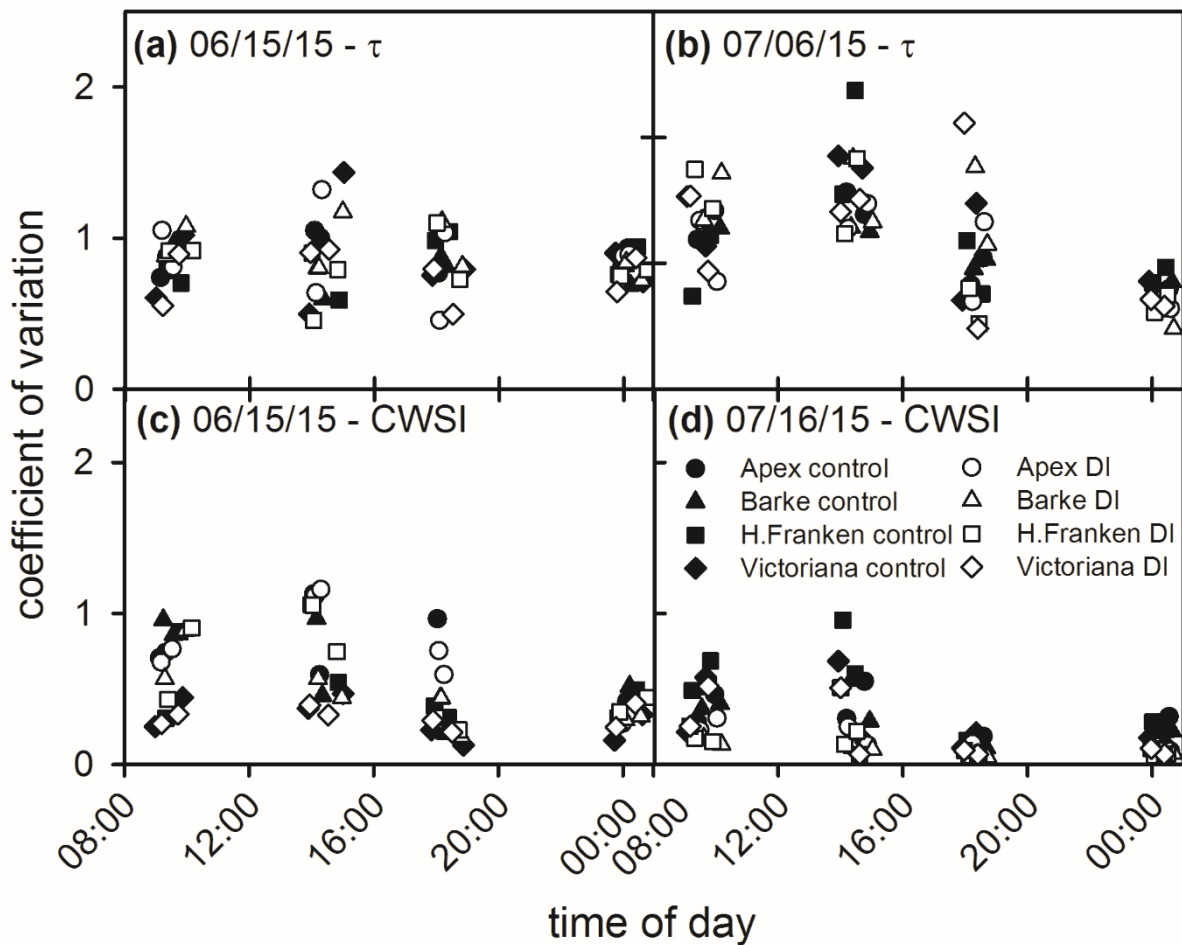 (a) 06/15/15 - τ
(b) 07/06/15 - τ
2
1
0
coefficient of variation
(c) 06/15/15 - CWSI
(d) 07/16/15 - CWSI
2
1
0
Apex control
Apex DI
Barke control
Barke DI
H.Franken control
H.Franken DI
Victoriana control
Victoriana DI
08:00
12:00
16:00
20:00
00:00
08:00
12:00
16:00
20:00
00:00
time of day